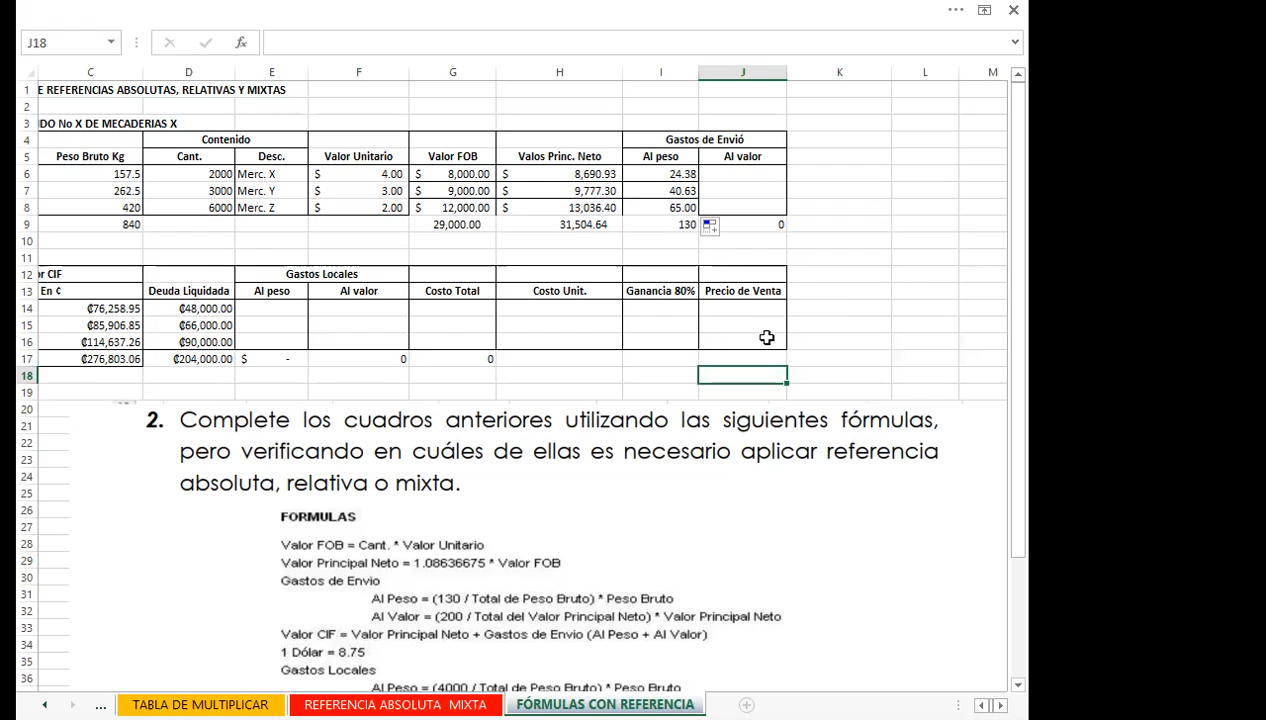 J18
fx
C D E F G H I J K L M
1 E REFERENCIAS ABSOLUTAS, RELATIVAS Y MIXTAS
2
3 IDO No X DE MECADERIAS X
4 Contenido Gastos de Envió
5 Peso Bruto Kg Cant. Desc. Valor Unitario Valor FOB Valos Princ. Neto Al peso Al valor
6 157.5 2000 Merc. X $ 4.00 $ 8,000.00 $ 8,690.93 24.38
7 262.5 3000 Merc. Y $ 3.00 $ 9,000.00 $ 9,777.30 40.63
8 420 6000 Merc. Z $ 2.00 $ 12,000.00 $ 13,036.40 65.00
9 840 29,000.00 31,504.64 130 0
10
11
12 or CIF Gastos Locales
13 En ¢ Deuda Liquidada Al peso Al valor Costo Total Costo Unit. Ganancia 80% Precio de Venta
14 ₡76,258.95 ₡48,000.00
15 ₡85,906.85 ₡66,000.00
16 ₡114,637.26 ₡90,000.00
17 ₡276,803.06 ₡204,000.00 $ - 0 0
18
19
20
21
22
23
24
25
26
27
28
29
30
31
32
33
34
35
36
2. Complete los cuadros anteriores utilizando las siguientes fórmulas,
pero verificando en cuáles de ellas es necesario aplicar referencia
absoluta, relativa o mixta.
FORMULAS
Valor FOB = Cant. * Valor Unitario
Valor Principal Neto = 1.08636675 * Valor FOB
Gastos de Envio
Al Peso = (130 / Total de Peso Bruto) * Peso Bruto
Al Valor = (200 / Total del Valor Principal Neto) * Valor Principal Neto
Valor CIF = Valor Principal Neto + Gastos de Envio (Al Peso + Al Valor)
1 Dólar = 8.75
Gastos Locales
Al Peso = (4000 / Total de Peso Bruto) * Peso Bruto
... TABLA DE MULTIPLICAR REFERENCIA ABSOLUTA MIXTA FÓRMULAS CON REFERENCIA